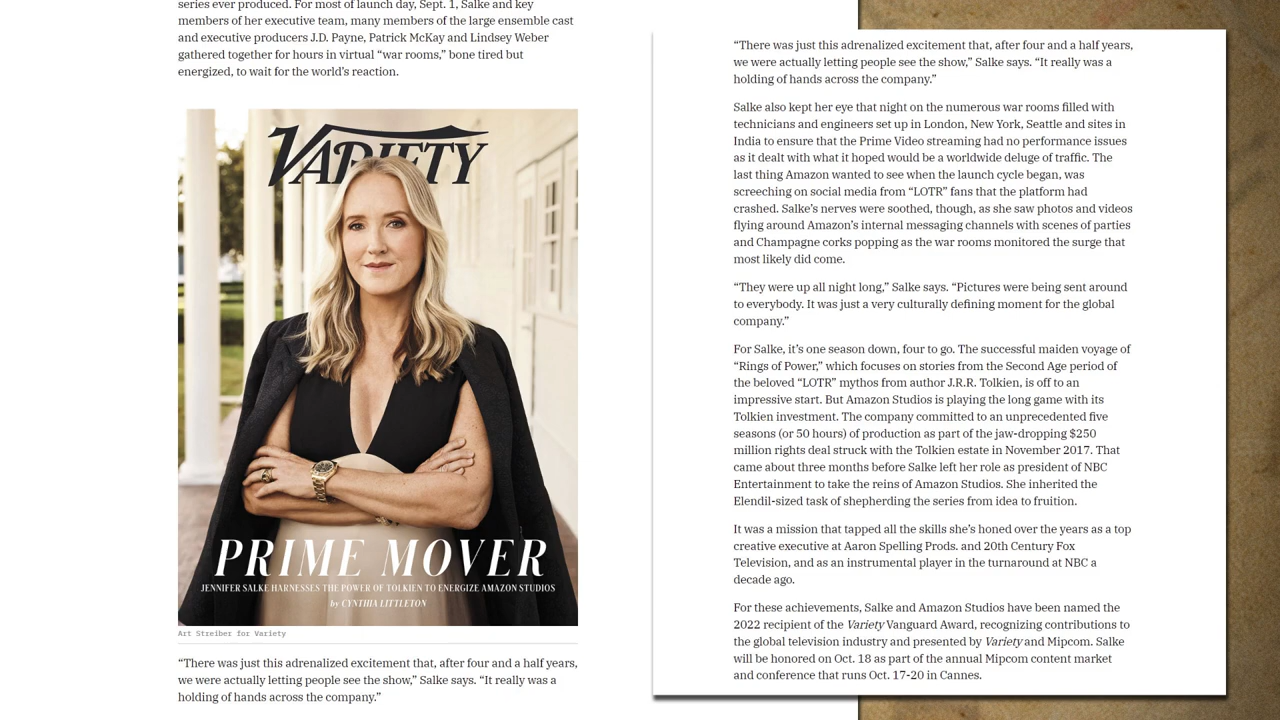 series ever produced. For most of launch day, Sept. 1, Salke and key
members of her executive team, many members of the large ensemble cast
and executive producers J.D. Payne, Patrick McKay and Lindsey Weber
gathered together for hours in virtual “war rooms,” bone tired but
energized, to wait for the world’s reaction.
VARIETY
PRIME MOVER
JENNIFER SALKE HARNESSES THE POWER OF TOLKIEN TO ENERGIZE AMAZON STUDIOS
by CYNTHIA LITTLETON
Art Streiber for Variety
“There was just this adrenalized excitement that, after four and a half years,
we were actually letting people see the show,” Salke says. “It really was a
holding of hands across the company.”
“There was just this adrenalized excitement that, after four and a half years,
we were actually letting people see the show,” Salke says. “It really was a
holding of hands across the company.”
Salke also kept her eye that night on the numerous war rooms filled with
technicians and engineers set up in London, New York, Seattle and sites in
India to ensure that the Prime Video streaming had no performance issues
as it dealt with what it hoped would be a worldwide deluge of traffic. The
last thing Amazon wanted to see when the launch cycle began, was
screeching on social media from “LOTR” fans that the platform had
crashed. Salke’s nerves were soothed, though, as she saw photos and videos
flying around Amazon’s internal messaging channels with scenes of parties
and Champagne corks popping as the war rooms monitored the surge that
most likely did come.
“They were up all night long,” Salke says. “Pictures were being sent around
to everybody. It was just a very culturally defining moment for the global
company.”
For Salke, it’s one season down, four to go. The successful maiden voyage of
“Rings of Power,” which focuses on stories from the Second Age period of
the beloved “LOTR” mythos from author J.R.R. Tolkien, is off to an
impressive start. But Amazon Studios is playing the long game with its
Tolkien investment. The company committed to an unprecedented five
seasons (or 50 hours) of production as part of the jaw-dropping $250
million rights deal struck with the Tolkien estate in November 2017. That
came about three months before Salke left her role as president of NBC
Entertainment to take the reins of Amazon Studios. She inherited the
Elendil-sized task of shepherding the series from idea to fruition.
It was a mission that tapped all the skills she’s honed over the years as a top
creative executive at Aaron Spelling Prods. and 20th Century Fox
Television, and as an instrumental player in the turnaround at NBC a
decade ago.
For these achievements, Salke and Amazon Studios have been named the
2022 recipient of the Variety Vanguard Award, recognizing contributions to
the global television industry and presented by Variety and Mipcom. Salke
will be honored on Oct. 18 as part of the annual Mipcom content market
and conference that runs Oct. 17-20 in Cannes.